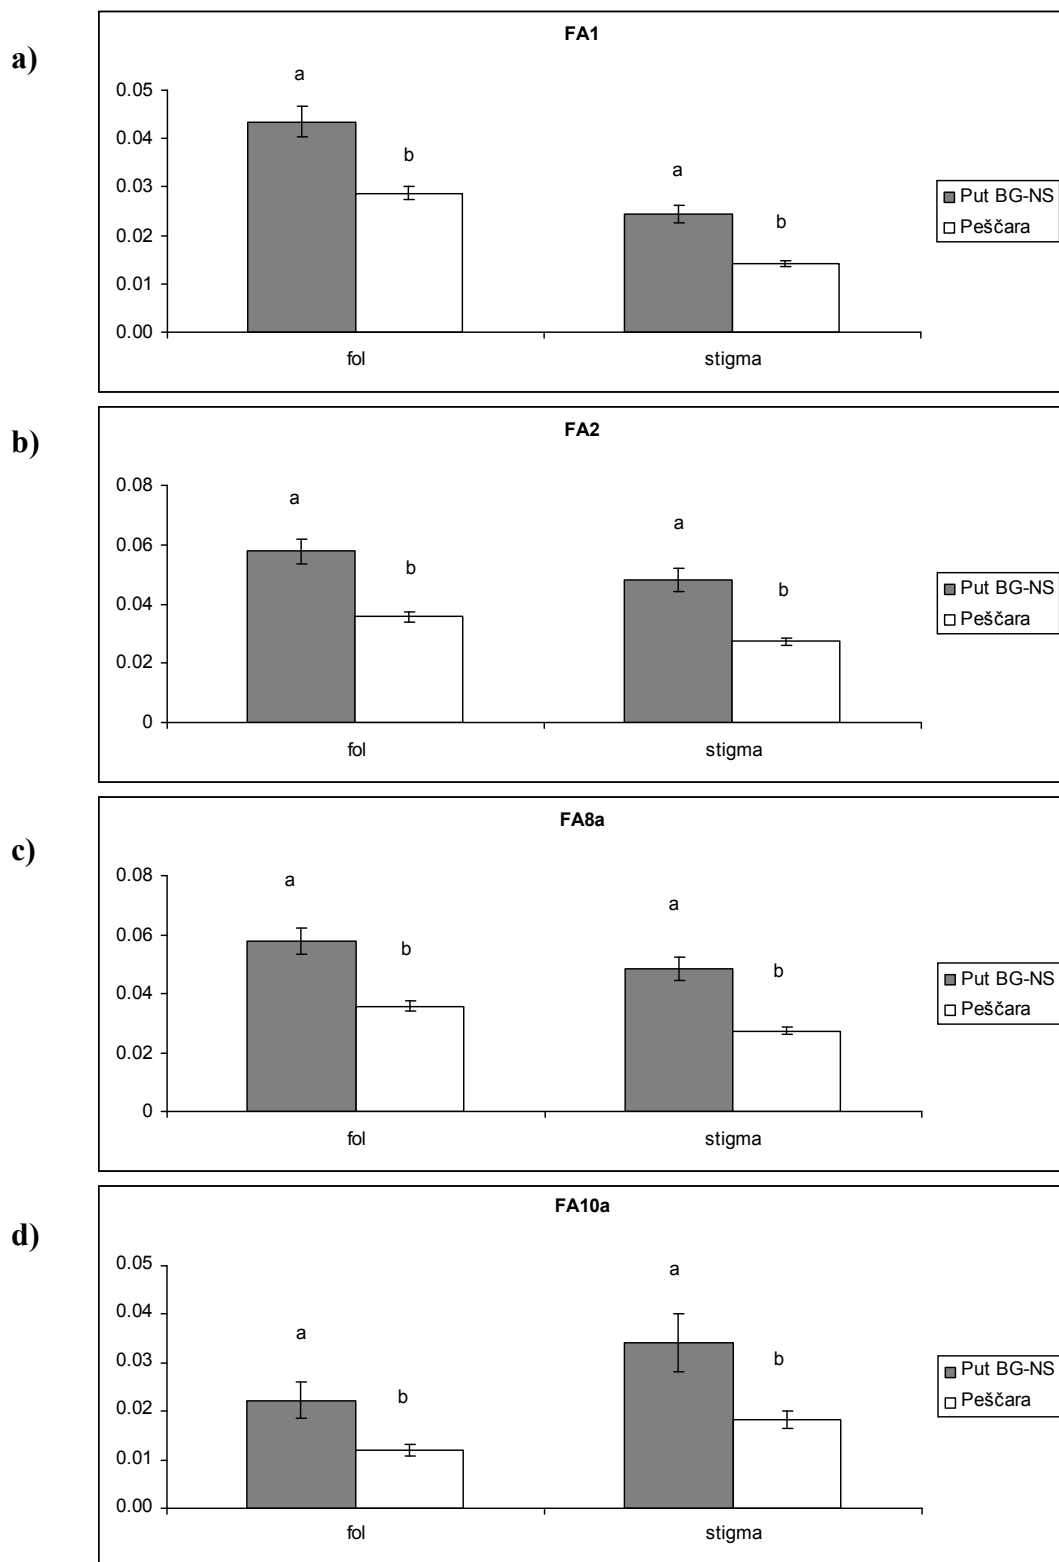 a)
FA1
a
b
a
b
0.05
0.04
0.03
0.02
0.01
0.00
fol
stigma
Put BG-NS
Peščara
b)
FA2
a
b
a
b
0.08
0.06
0.04
0.02
0
fol
stigma
Put BG-NS
Peščara
c)
FA8a
a
b
a
b
0.08
0.06
0.04
0.02
0
fol
stigma
Put BG-NS
Peščara
d)
FA10a
a
b
a
b
0.05
0.04
0.03
0.02
0.01
0.00
fol
stigma
Put BG-NS
Peščara